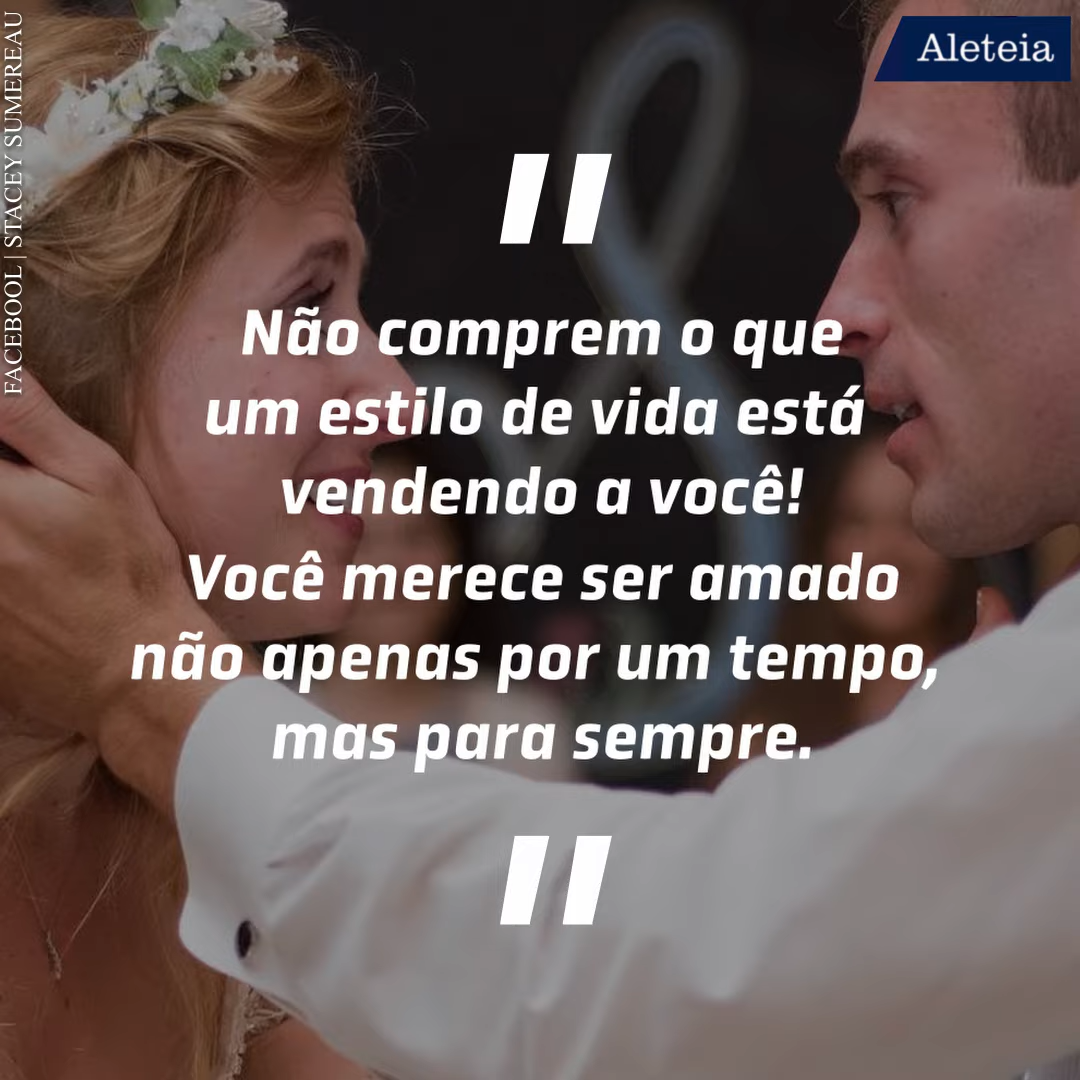 FACEBOOL | STACEY SUMEREAU
Aleteia
"
Não comprem o que
um estilo de vida está
vendendo a você!
Você merece ser amado
não apenas por um tempo,
mas para sempre.
"